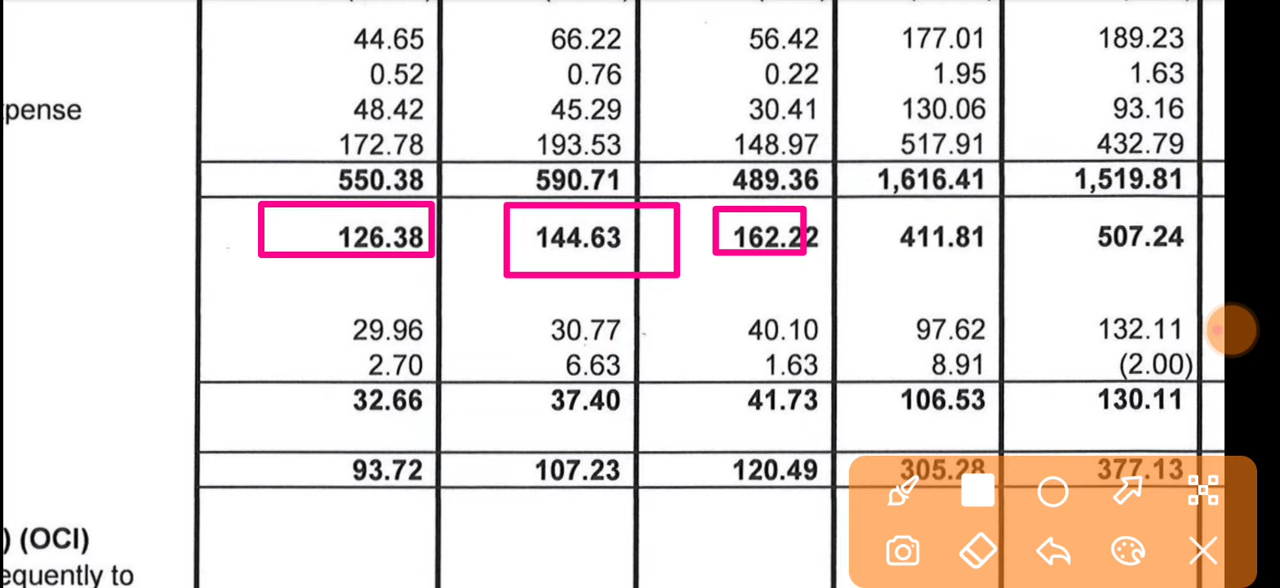 44.65 66.22 56.42 177.01 189.23
0.52 0.76 0.22 1.95 1.63
pense 48.42 45.29 30.41 130.06 93.16
172.78 193.53 148.97 517.91 432.79
550.38 590.71 489.36 1,616.41 1,519.81
126.38 144.63 162.22 411.81 507.24
29.96 30.77 40.10 97.62 132.11
2.70 6.63 1.63 8.91 (2.00)
32.66 37.40 41.73 106.53 130.11
93.72 107.23 120.49 305.28 377.13
) (OCI)
equently to